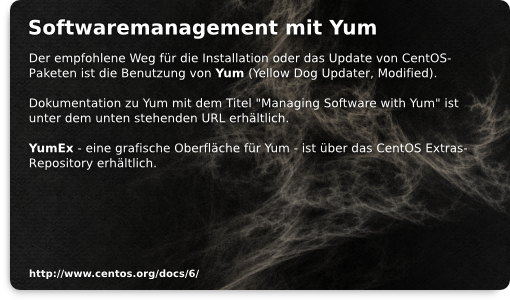 Softwaremanagement mit Yum
Der empfohlene Weg für die Installation oder das Update von CentOS-
Paketen ist die Benutzung von Yum (Yellow Dog Updater, Modified).
Dokumentation zu Yum mit dem Titel "Managing Software with Yum" ist
unter dem unten stehenden URL erhältlich.
YumEx - eine grafische Oberfläche für Yum - ist über das CentOS Extras-
Repository erhältlich.
http://www.centos.org/docs/6/